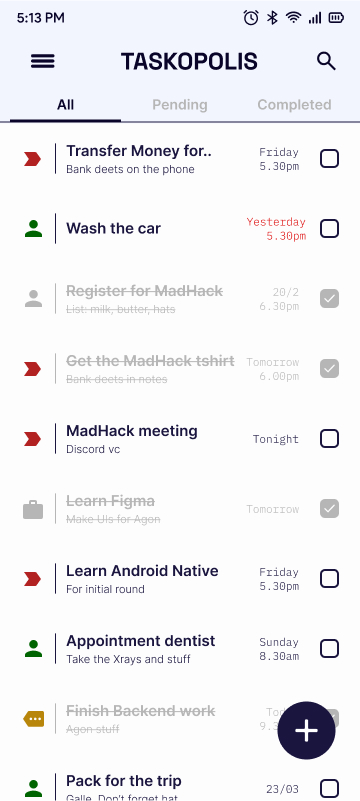 5:13 PM
TASKOPOLIS
All
Pending
Completed
Transfer Money for..
Bank deets on the phone
Friday
5.30pm
Wash the car
Yesterday
5.30pm
Register for MadHack
List: milk, butter, hats
20/2
6.30pm
Get the MadHack tshirt
Bank deets in notes
Tomorrow
6.00pm
MadHack meeting
Discord vc
Tonight
Learn Figma
Make UIs for Agon
Tomorrow
Learn Android Native
For initial round
Friday
5.30pm
Appointment dentist
Take the Xrays and stuff
Sunday
8.30am
Finish Backend work
Agon stuff
Pack for the trip
Galle, Don't forget hat
23/03